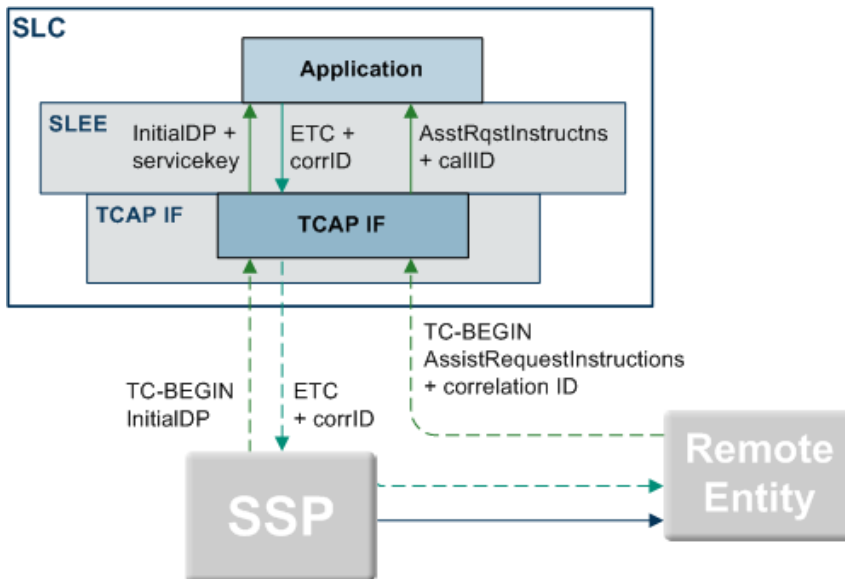 SLC
Application
SLEE
InitialDP +
servicekey
ETC +
corrID
AsstRqstInstructns
+ callID
TCAP IF
TCAP IF
TC-BEGIN
InitialDP
ETC
+ corrID
TC-BEGIN
AssistRequestInstructions
+ correlation ID
SSP
Remote
Entity